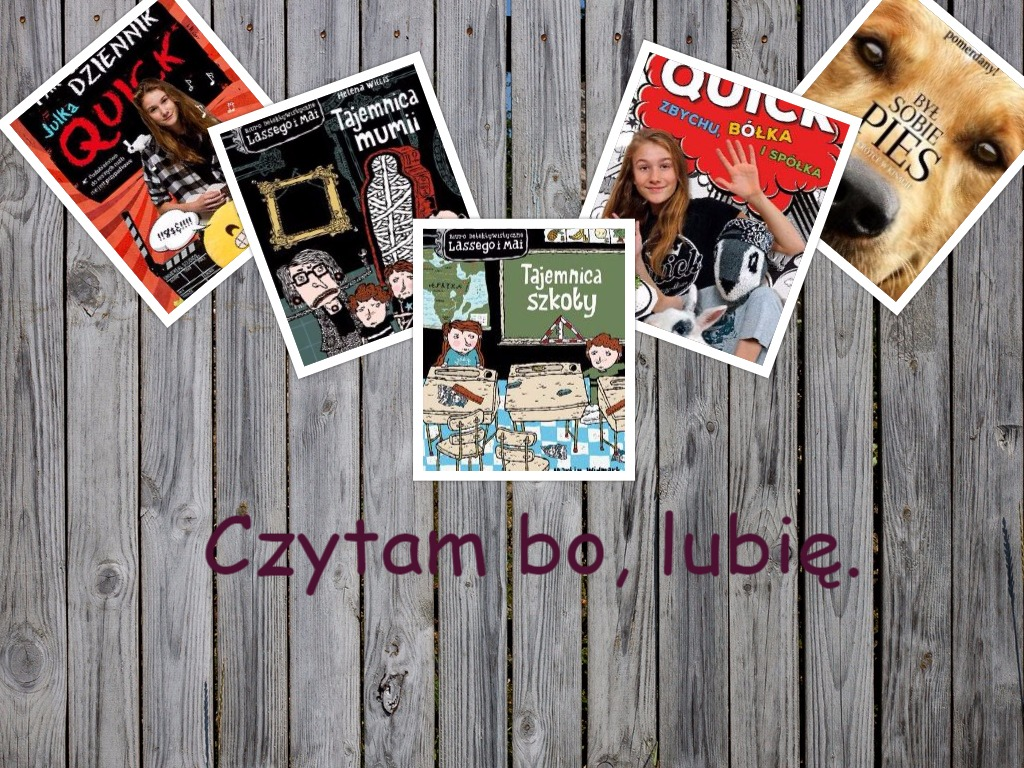 DZIENNIK
Julka
QUICK
!!#$!!!
Helena Willis
Biuro Detektywistyczne
Lassego i Mai
Tajemnica
mumii
Biuro Detektywistyczne
Lassego i Mai
Tajemnica
szkoły
QUICK
ZBYCHU, BÓŁKA
I SPÓŁKA
pomerdany!
BYŁ
SOBIE
PIES
Czytam bo, lubię.